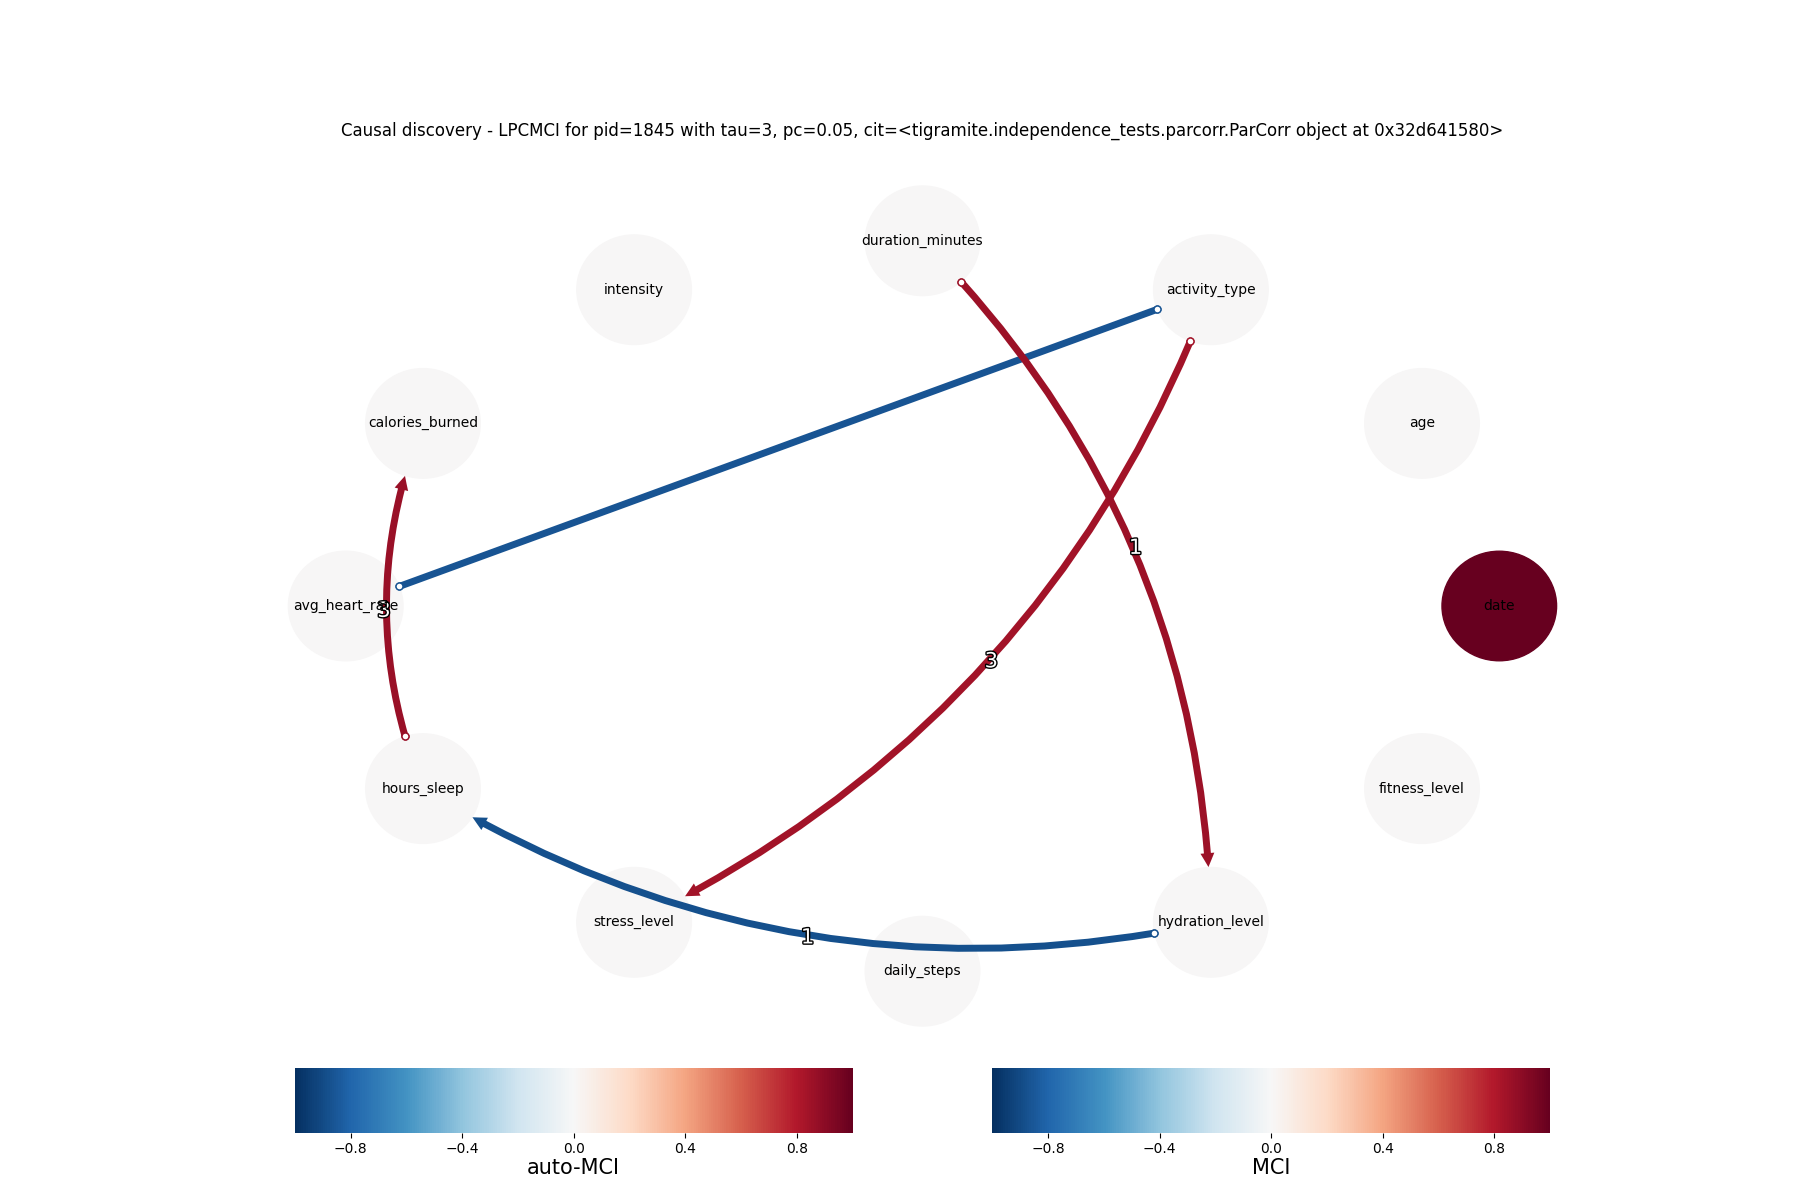 Causal discovery - LPCMCI for pid=1845 with tau=3, pc=0.05, cit=<tigramite.independence_tests.parcorr.ParCorr object at 0x32d641580>
duration_minutes
intensity
activity_type
calories_burned
age
1
avg_heart_rate
3
date
3
hours_sleep
fitness_level
stress_level
1
hydration_level
daily_steps
−0.8 −0.4 0.0 0.4 0.8
auto-MCI
−0.8 −0.4 0.0 0.4 0.8
MCI